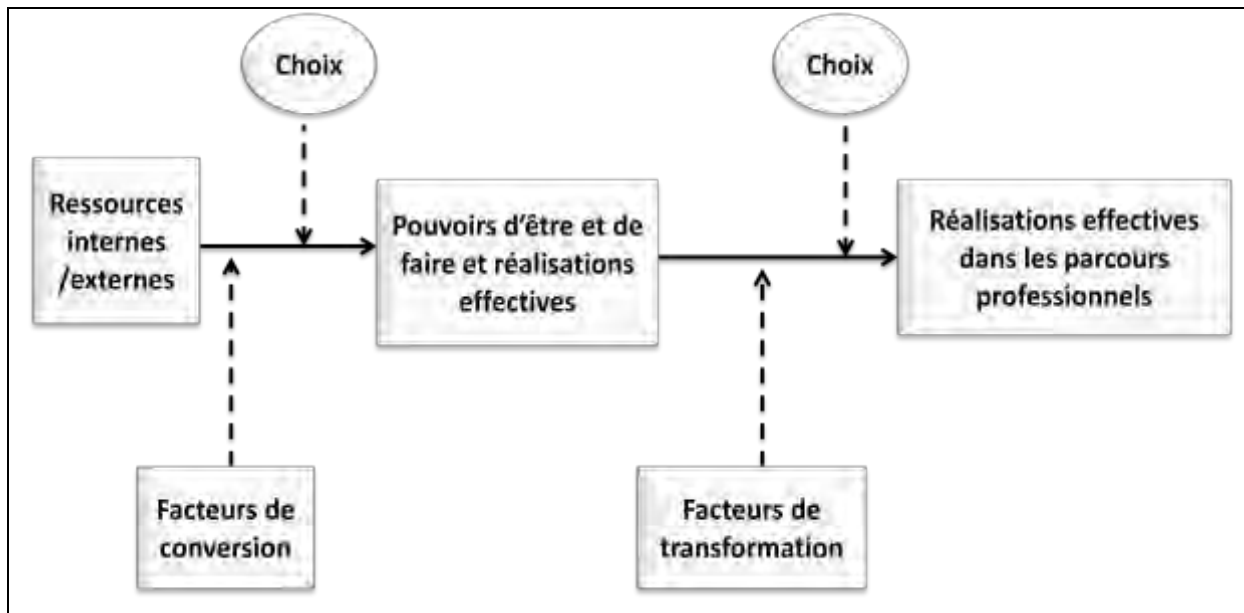 Choix
Choix
Ressources
internes
/externes
Pouvoirs d'être et de
faire et réalisations
effectives
Réalisations effectives
dans les parcours
professionnels
Facteurs de
conversion
Facteurs de
transformation